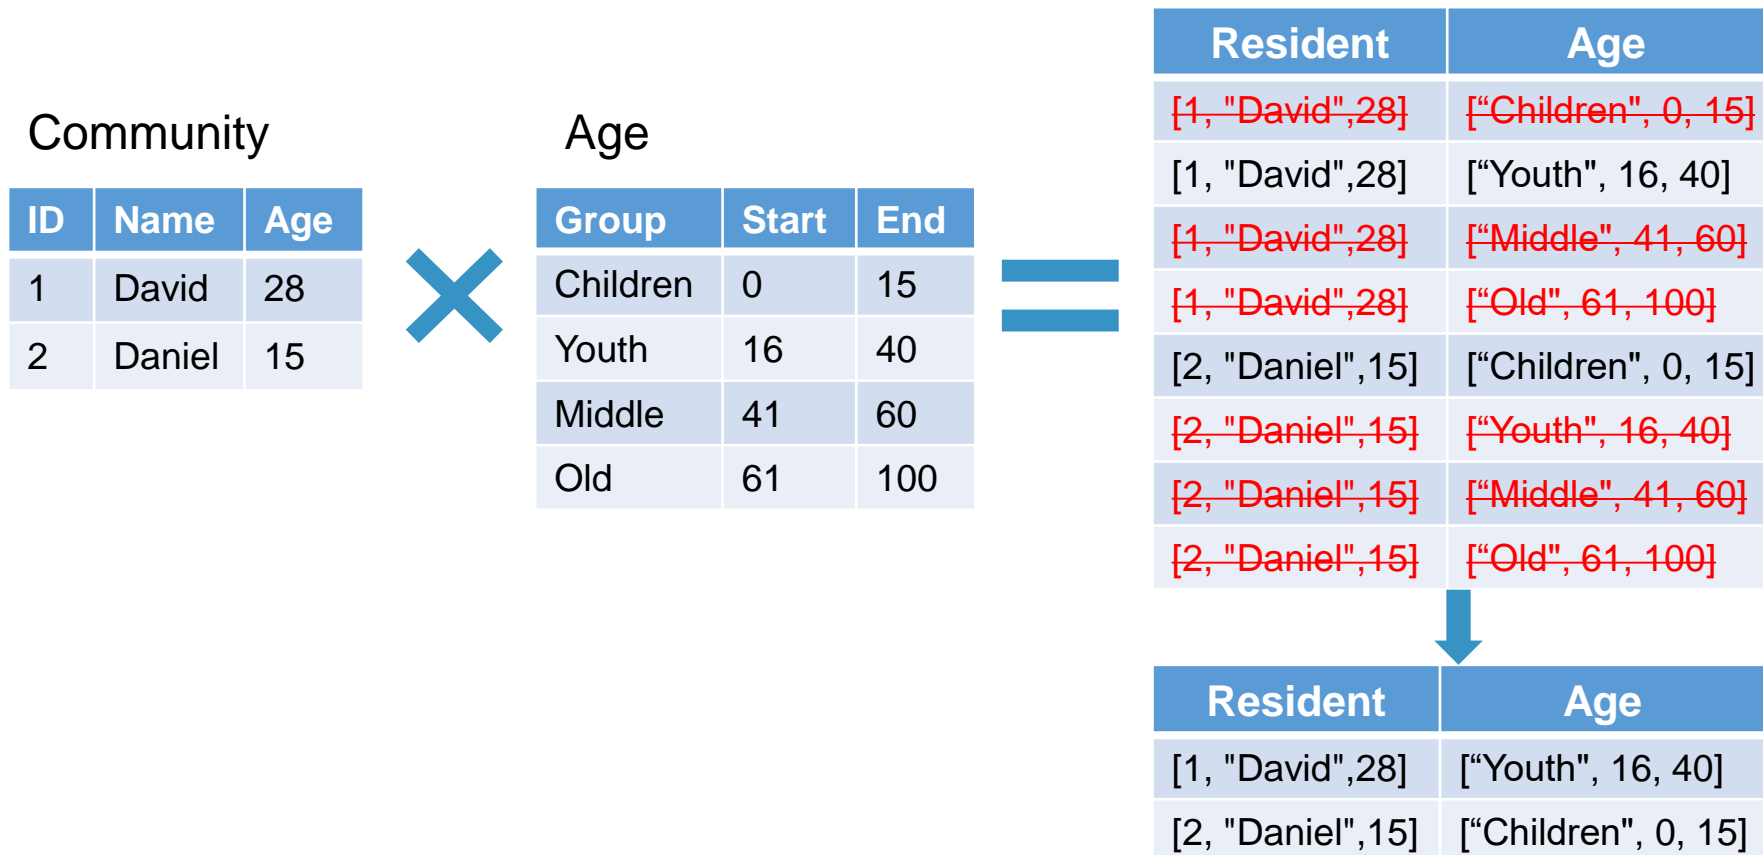 Community
ID Name Age
1 David 28
2 Daniel 15
Age
Group Start End
Children 0 15
Youth 16 40
Middle 41 60
Old 61 100
Resident Age
[1, "David",28] [“Children", 0, 15]
[1, "David",28] [“Youth", 16, 40]
[1, "David",28] [“Middle", 41, 60]
[1, "David",28] [“Old", 61, 100]
[2, "Daniel",15] [“Children", 0, 15]
[2, "Daniel",15] [“Youth", 16, 40]
[2, "Daniel",15] [“Middle", 41, 60]
[2, "Daniel",15] [“Old", 61, 100]
Resident Age
[1, "David",28] [“Youth", 16, 40]
[2, "Daniel",15] [“Children", 0, 15]